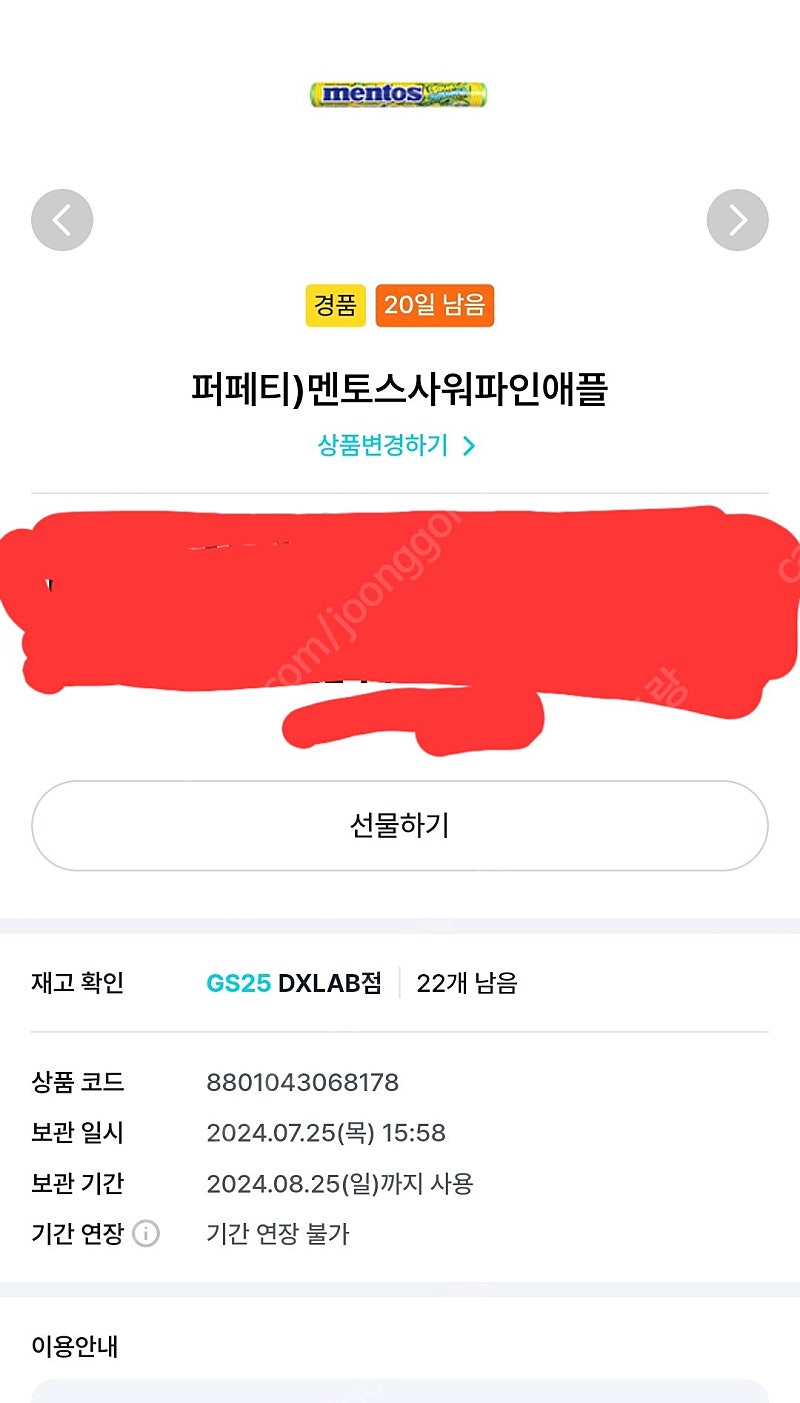 mentos
경품 20일 남음
퍼페티)멘토스사워파인애플
상품변경하기
com/joonggon
선물하기
재고 확인 GS25 DXLAB점 22개 남음
상품 코드 8801043068178
보관 일시 2024.07.25(목) 15:58
보관 기간 2024.08.25(일)까지 사용
기간 연장 기간 연장 불가
이용안내